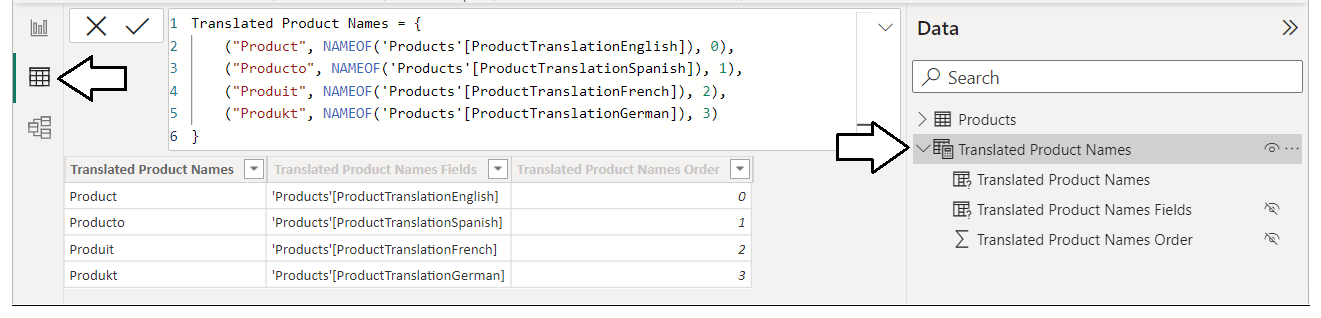 1 Translated Product Names = {
2 ("Product", NAMEOF('Products'[ProductTranslationEnglish]), 0),
3 ("Producto", NAMEOF('Products'[ProductTranslationSpanish]), 1),
4 ("Produit", NAMEOF('Products'[ProductTranslationFrench]), 2),
5 ("Produkt", NAMEOF('Products'[ProductTranslationGerman]), 3)
6 }
Translated Product Names Translated Product Names Fields Translated Product Names Order
Product 'Products'[ProductTranslationEnglish] 0
Producto 'Products'[ProductTranslationSpanish] 1
Produit 'Products'[ProductTranslationFrench] 2
Produkt 'Products'[ProductTranslationGerman] 3
Data
Search
Products
Translated Product Names
Translated Product Names
Translated Product Names Fields
Translated Product Names Order